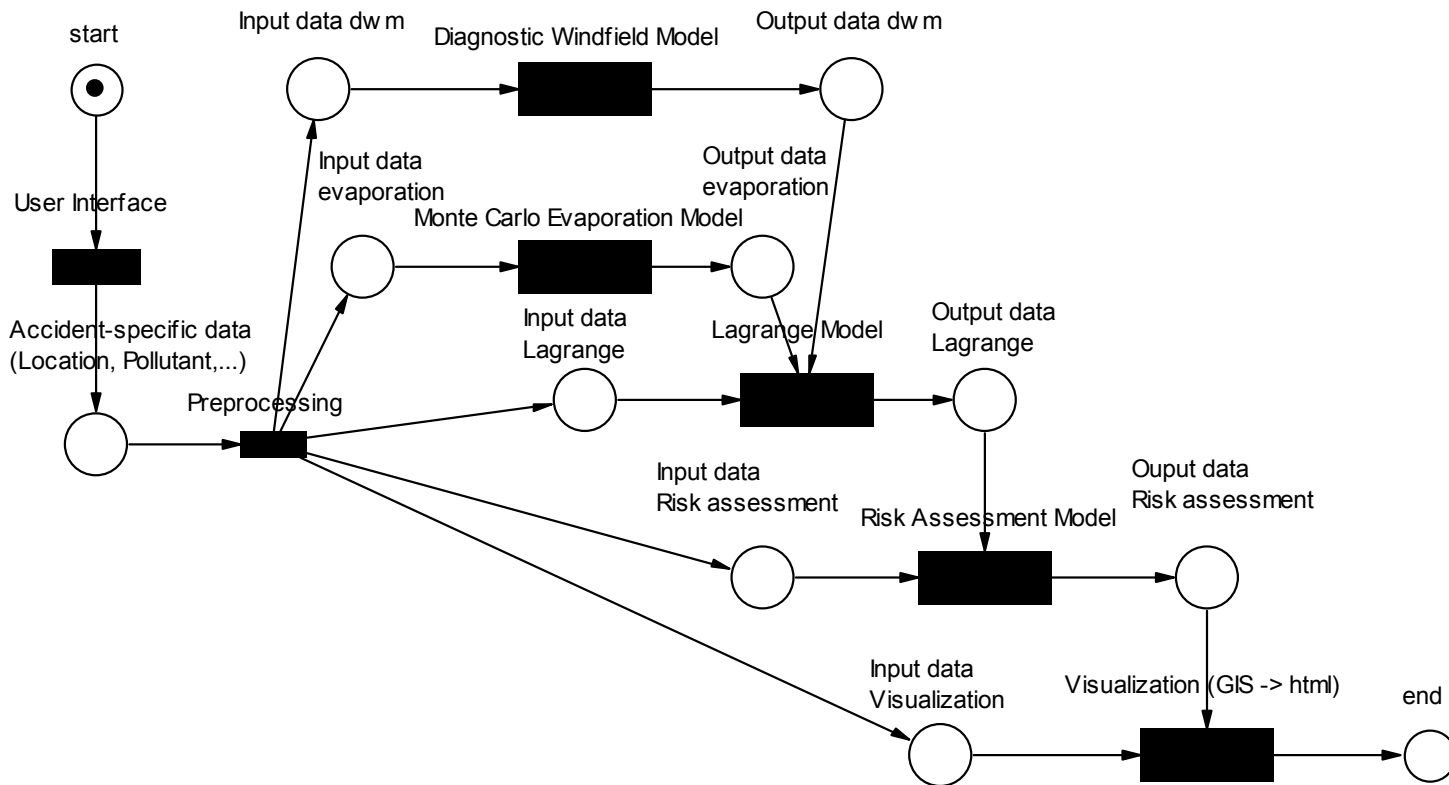 start
Input data dwm
Diagnostic Windfield Model
Output data dwm
Input data
evaporation
Output data
evaporation
User Interface
Monte Carlo Evaporation Model
Accident-specific data
(Location, Pollutant,...)
Input data
Lagrange
Lagrange Model
Output data
Lagrange
Preprocessing
Input data
Risk assessment
Risk Assessment Model
Ouput data
Risk assessment
Input data
Visualization
Visualization (GIS -> html)
end